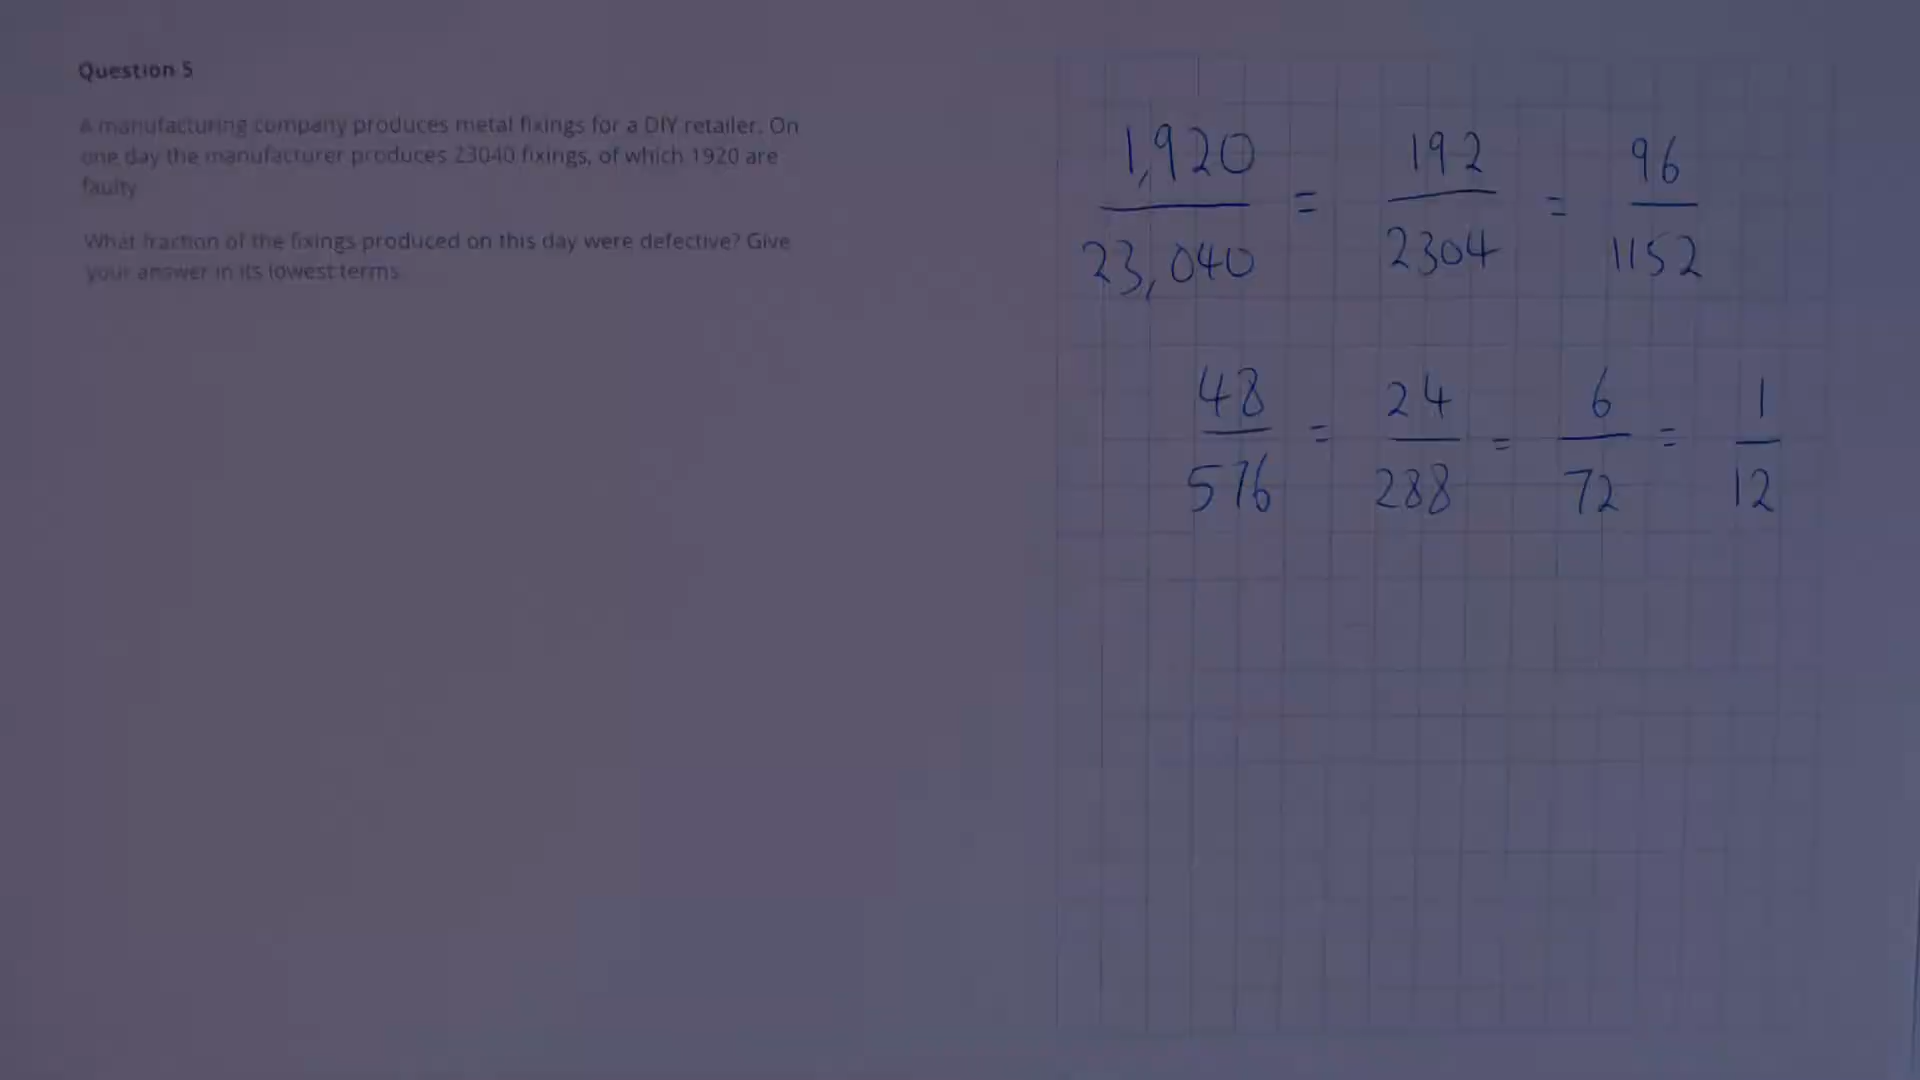 Question 5
A manufacturing company produces metal fixings for a DIY retailer. On
one day the manufacturer produces 23040 fixings, of which 1920 are
faulty.
What fraction of the fixings produced on this day were defective? Give
your answer in its lowest terms.
1,920/23,040 = 192/2304 = 96/1152
48/576 = 24/288 = 6/72 = 1/12